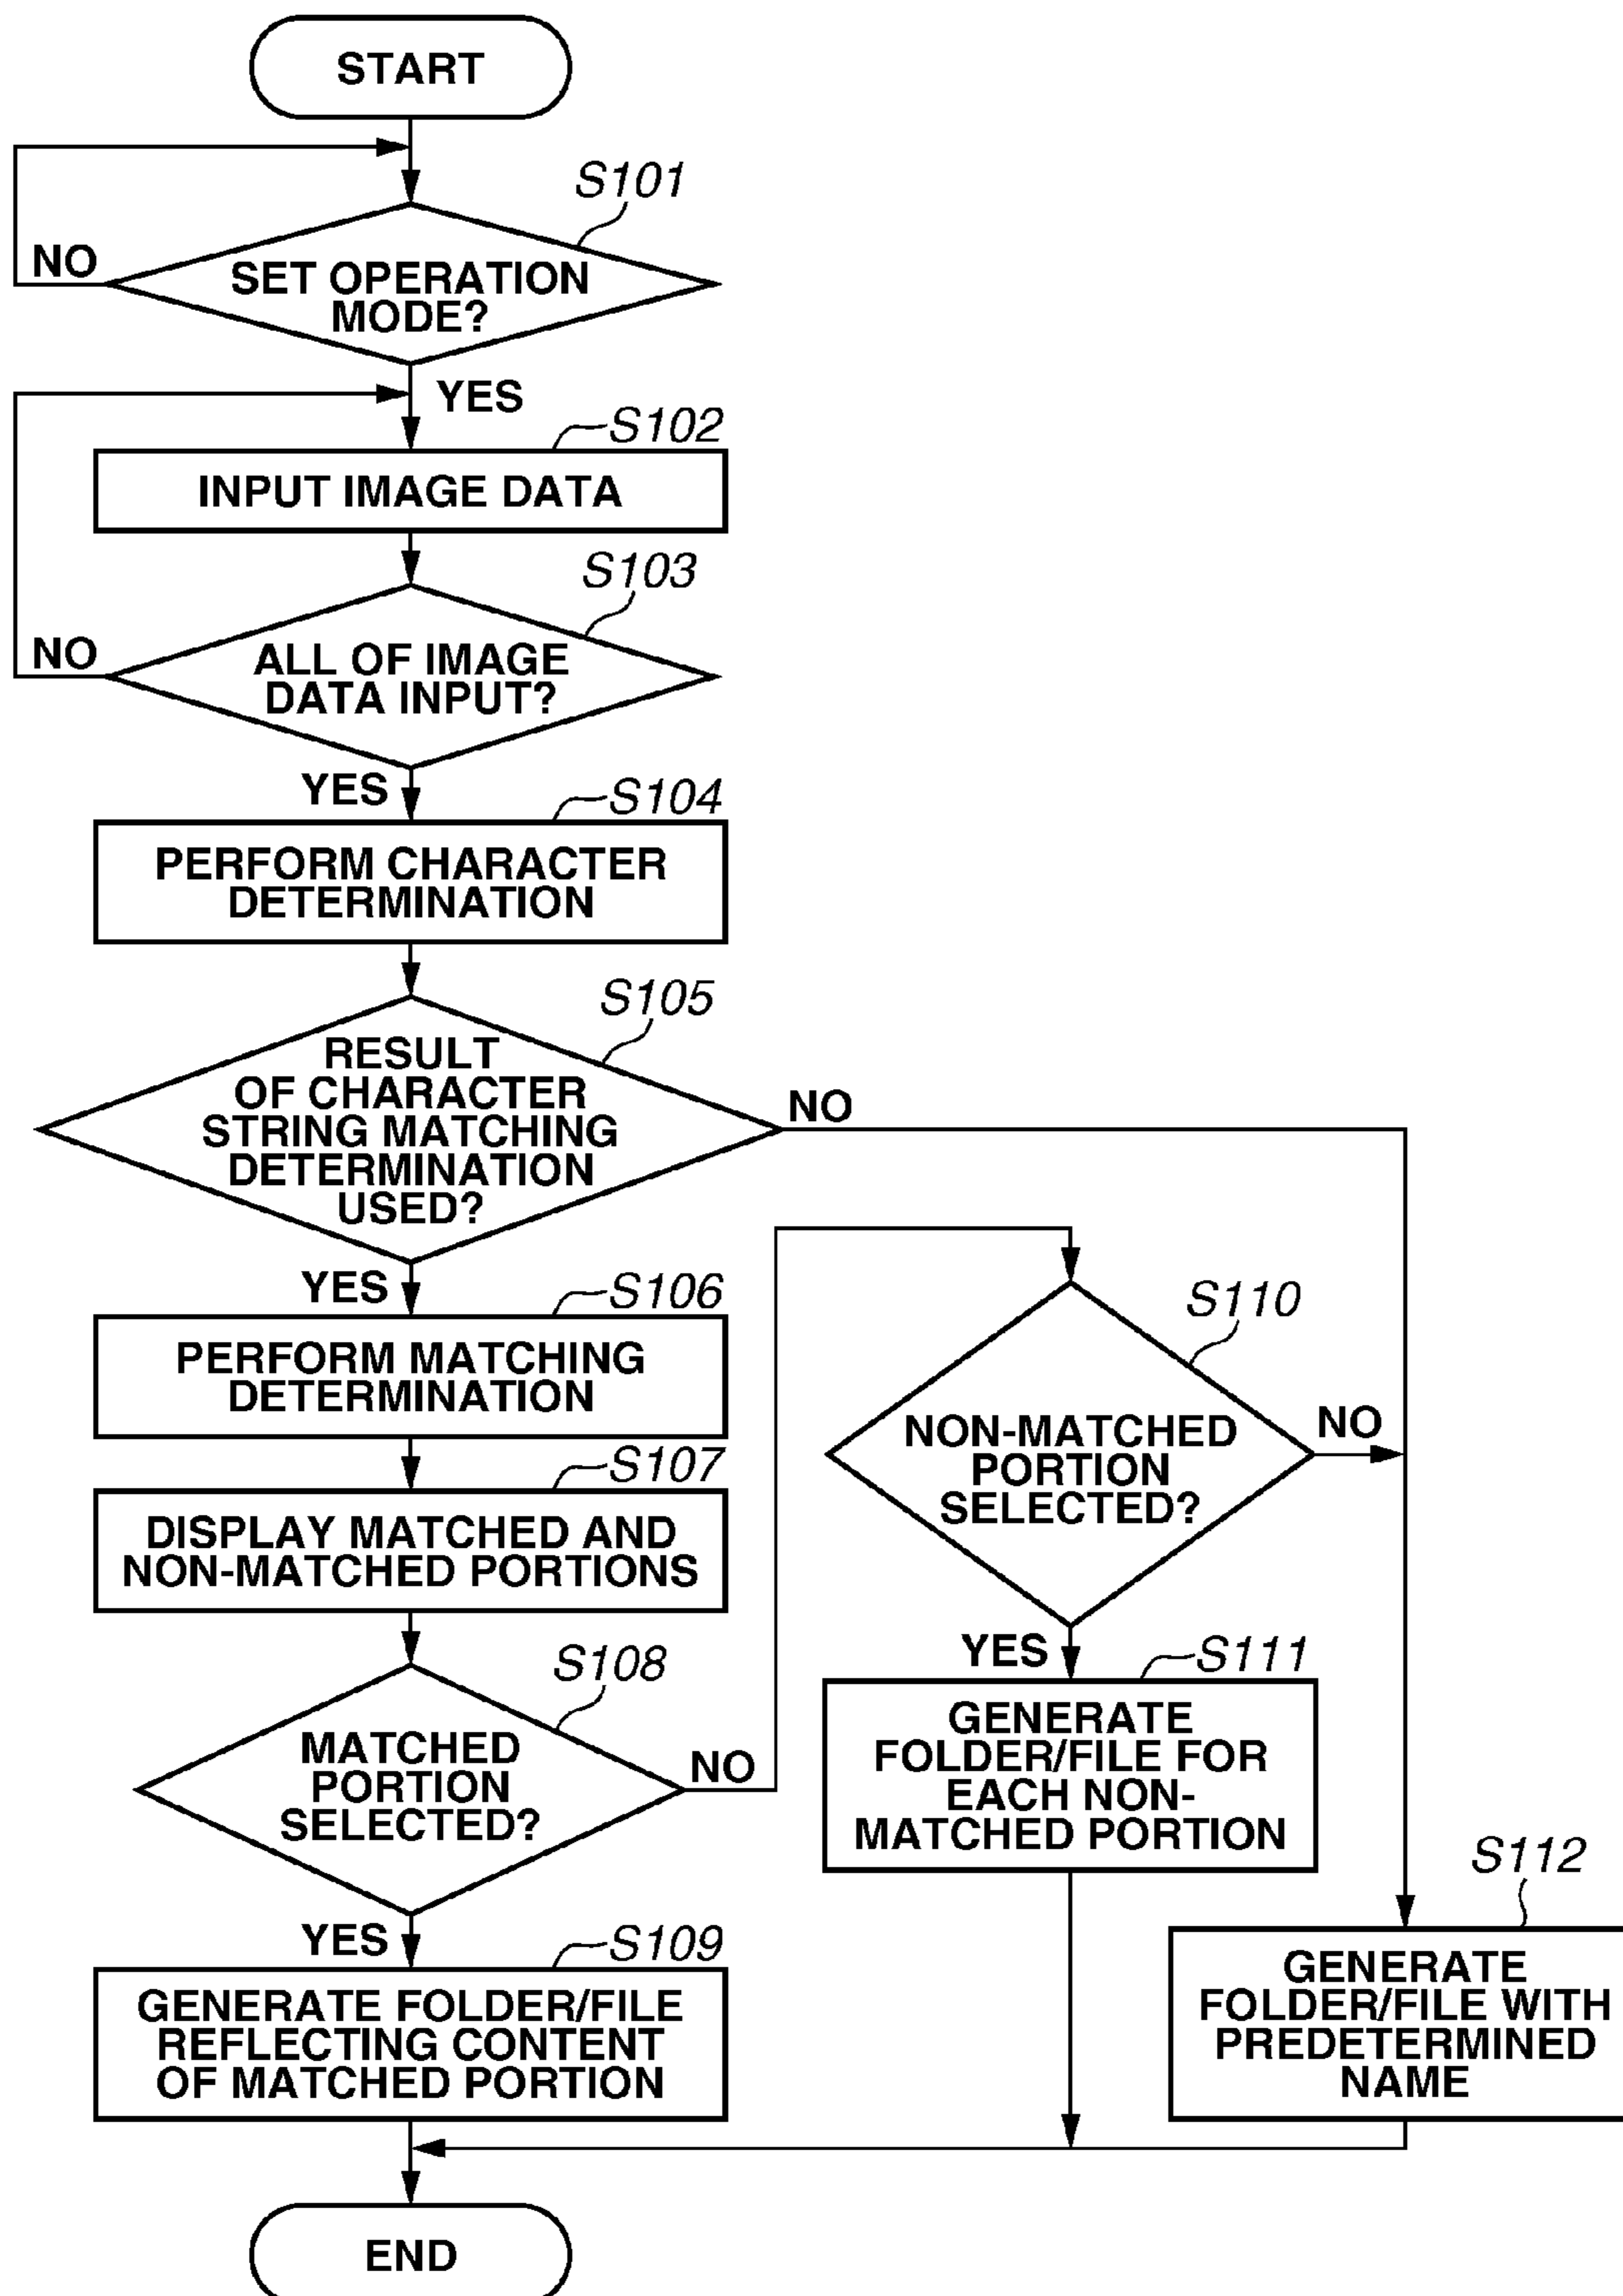 START
S101
NO
SET OPERATION
MODE?
YES
S102
INPUT IMAGE DATA
S103
NO
ALL OF IMAGE
DATA INPUT?
YES
S104
PERFORM CHARACTER
DETERMINATION
S105
RESULT
OF CHARACTER
STRING MATCHING
DETERMINATION
USED?
NO
YES
S106
PERFORM MATCHING
DETERMINATION
S107
DISPLAY MATCHED AND
NON-MATCHED PORTIONS
S108
MATCHED
PORTION
SELECTED?
NO
YES
S109
GENERATE FOLDER/FILE
REFLECTING CONTENT
OF MATCHED PORTION
S110
NON-MATCHED
PORTION
SELECTED?
NO
YES
S111
GENERATE
FOLDER/FILE FOR
EACH NON-
MATCHED PORTION
S112
GENERATE
FOLDER/FILE WITH
PREDETERMINED
NAME
END